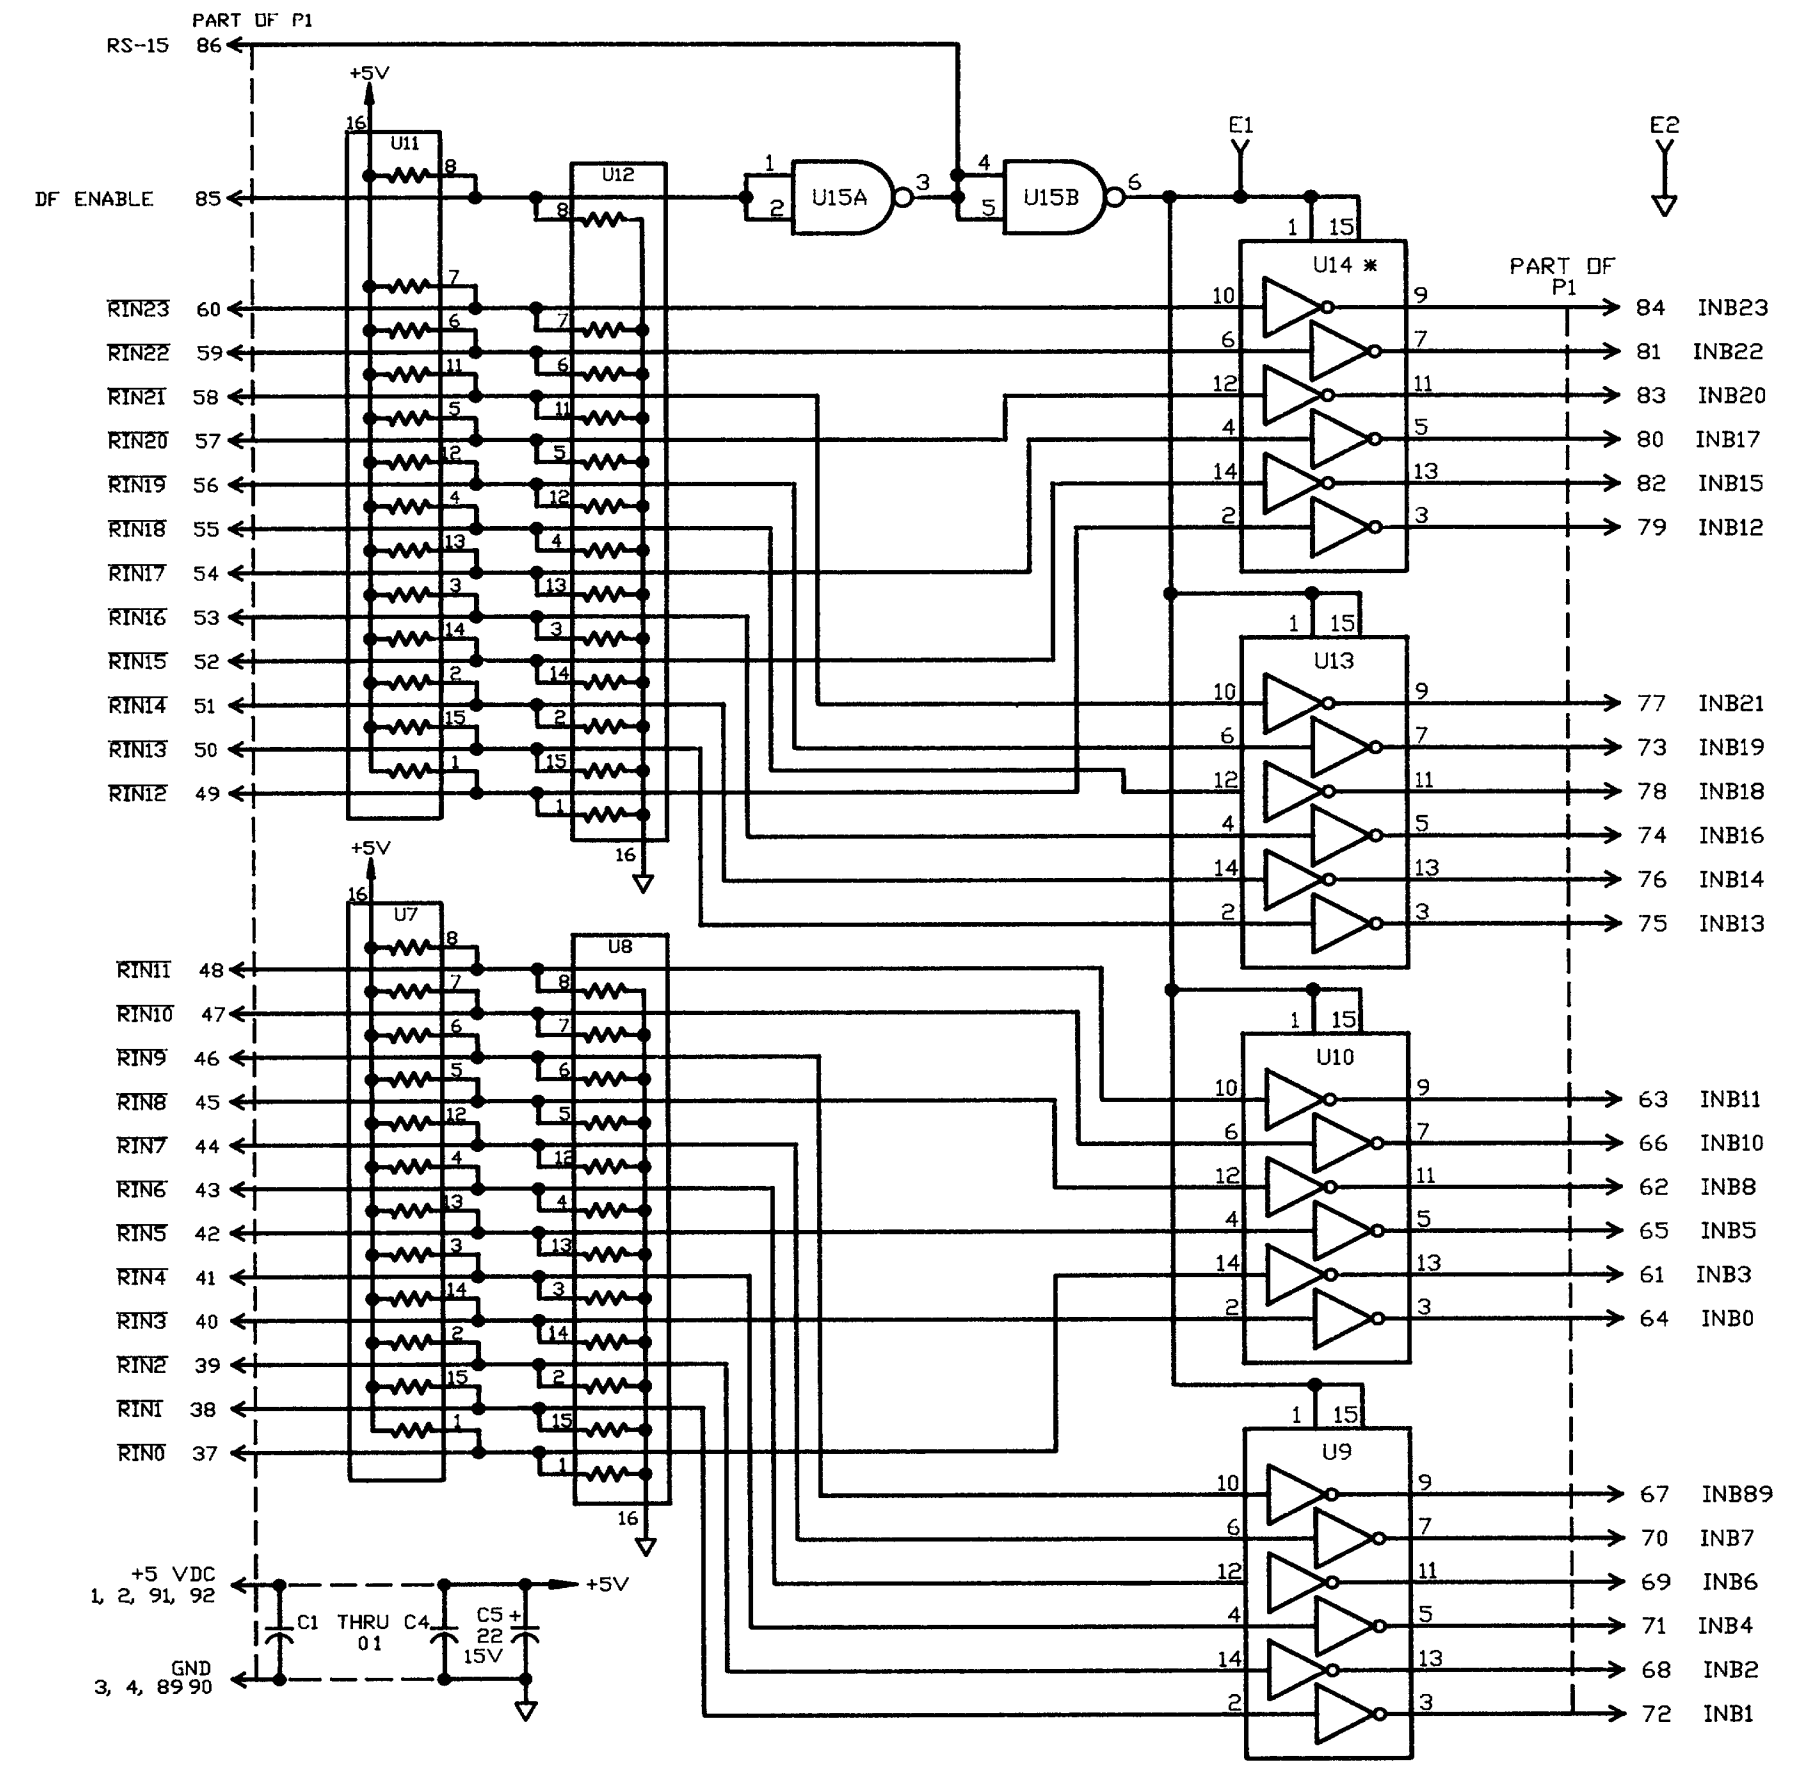 PART OF P1
RS-15 86
+5V
16
U11
8
E1
E2
U12
1
4
DF ENABLE 85
U15A
3
U15B
6
8
2
5
1 15
7
U14 *
PART OF
P1
RIN23 60
10
9
84 INB23
6
7
RIN22 59
6
7
81 INB22
11
6
RIN21 58
12
11
83 INB20
5
11
RIN20 57
4
5
80 INB17
12
5
RIN19 56
14
13
82 INB15
4
12
RIN18 55
2
3
79 INB12
13
4
RIN17 54
3
13
RIN16 53
1 15
14
3
RIN15 52
U13
2
14
RIN14 51
10
9
77 INB21
15
2
RIN13 50
6
7
73 INB19
1
15
RIN12 49
12
11
78 INB18
1
4
5
74 INB16
+5V
16
14
13
76 INB14
16
U7
2
3
75 INB13
8
U8
RIN11 48
7
8
RIN10 47
1 15
6
7
RIN9 46
U10
5
6
RIN8 45
10
9
63 INB11
12
5
RIN7 44
6
7
66 INB10
4
12
RIN6 43
12
11
62 INB8
13
4
RIN5 42
4
5
65 INB5
3
13
RIN4 41
14
13
61 INB3
14
3
RIN3 40
2
3
64 INB0
2
14
RIN2 39
15
2
RIN1 38
1 15
1
15
RIN0 37
U9
1
10
9
67 INB89
16
6
7
70 INB7
+5 VDC
1, 2, 91, 92
+5V
12
11
69 INB6
C1 THRU C4
01
C5 +
22
15V
4
5
71 INB4
GND
3, 4, 89 90
14
13
68 INB2
2
3
72 INB1